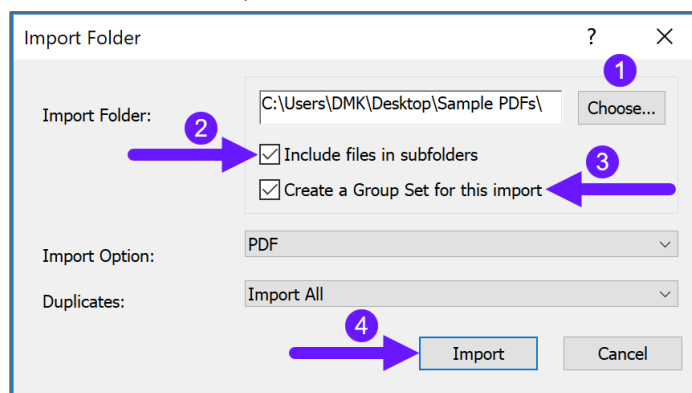 Import Folder ? X
1
Import Folder: C:\Users\DMK\Desktop\Sample PDFs\ Choose...
2
Include files in subfolders
3
Create a Group Set for this import
Import Option: PDF
Duplicates: Import All
4
Import Cancel